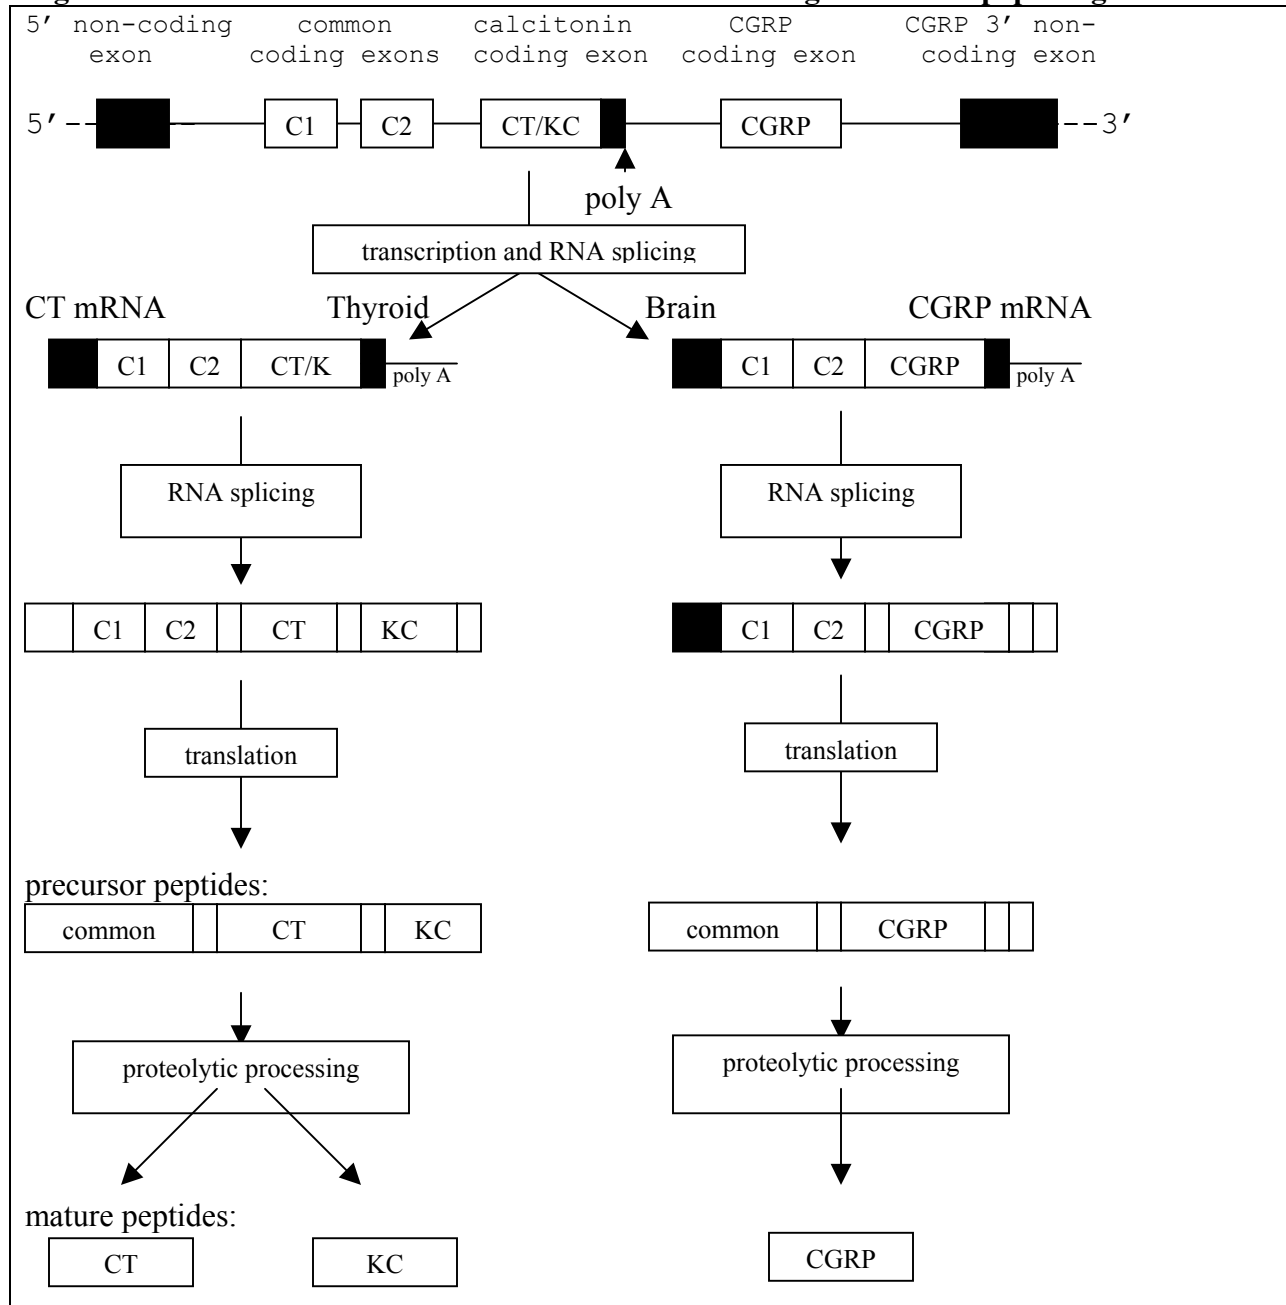 5′ non-coding common calcitonin CGRP CGRP 3′ non-
exon coding exons coding exon coding exon coding exon
5′-- C1 C2 CT/KC CGRP ---3′
poly A
transcription and RNA splicing
CT mRNA Thyroid Brain CGRP mRNA
C1 C2 CT/K poly A C1 C2 CGRP poly A
RNA splicing RNA splicing
C1 C2 CT KC C1 C2 CGRP
translation translation
precursor peptides:
common CT KC common CGRP
proteolytic processing proteolytic processing
mature peptides:
CT KC CGRP